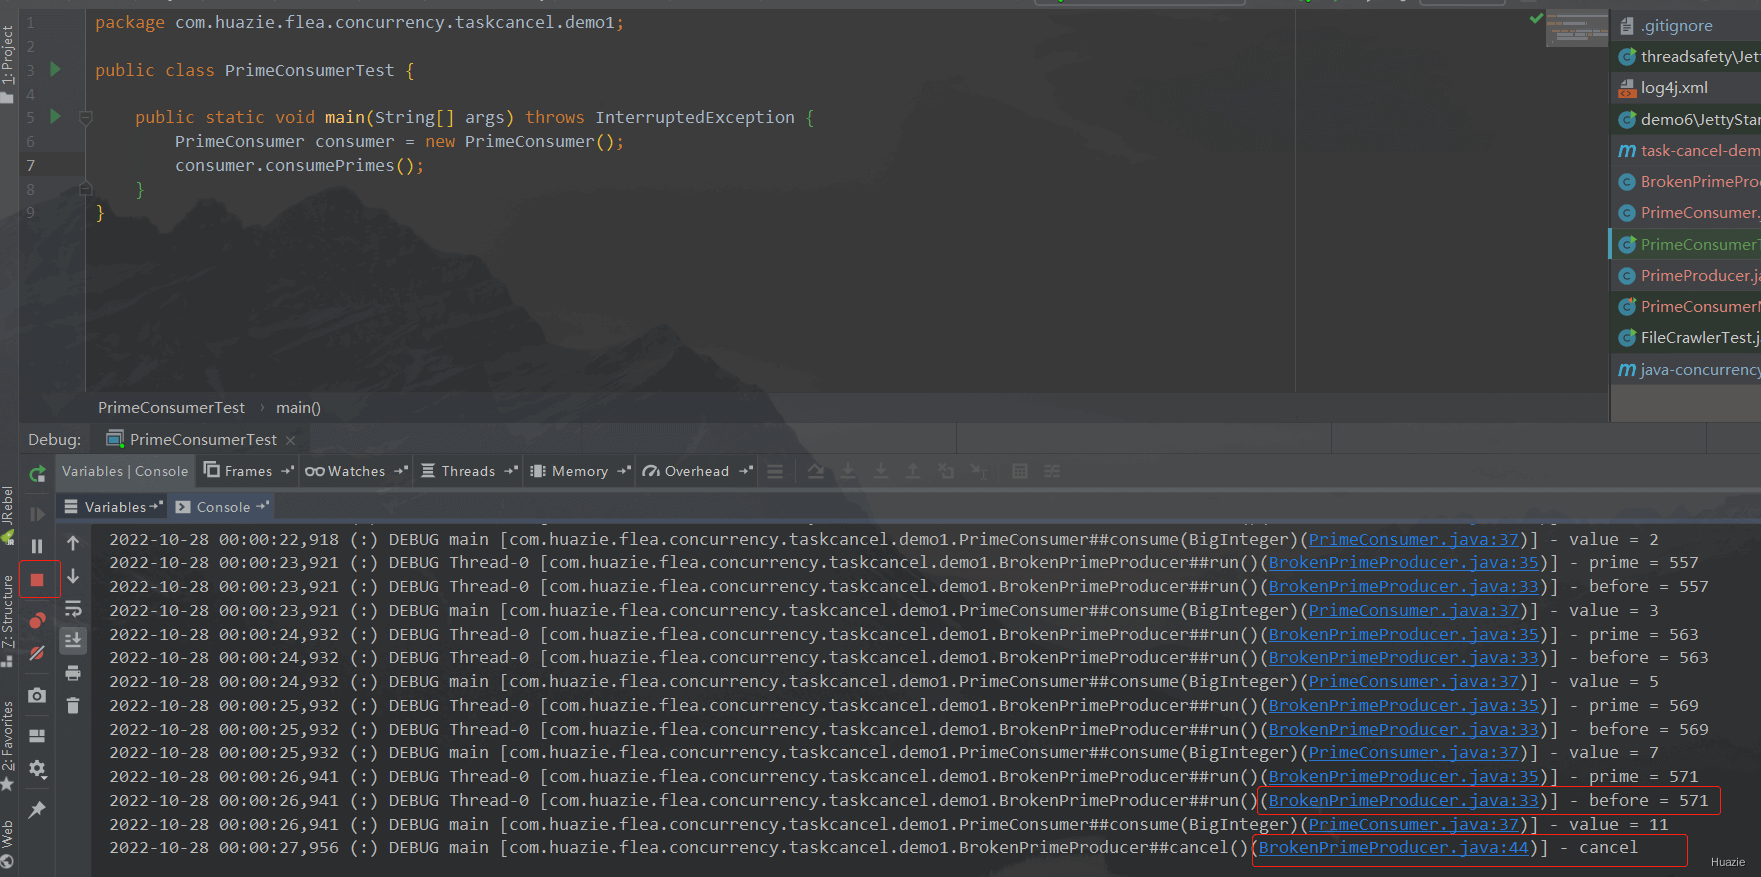 1 package com.huazie.flea.concurrency.taskcancel.demo1;
2
3 public class PrimeConsumerTest {
4
5 public static void main(String[] args) throws InterruptedException {
6 PrimeConsumer consumer = new PrimeConsumer();
7 consumer.consumePrimes();
8 }
9 }
1: Project
.gitignore
threadsafety\Jet
log4j.xml
demo6\JettyStar
task-cancel-dem
BrokenPrimePro
PrimeConsumer.
PrimeConsumerT
PrimeProducer.ja
PrimeConsumer
FileCrawlerTest.j
java-concurrency
PrimeConsumerTest › main()
Debug: PrimeConsumerTest
Variables | Console Frames Watches Threads Memory Overhead
Variables Console
JRebel
Z: Structure
2: Favorites
Web
2022-10-28 00:00:22,918 (:) DEBUG main [com.huazie.flea.concurrency.taskcancel.demo1.PrimeConsumer##consume(BigInteger)(PrimeConsumer.java:37)] - value = 2
2022-10-28 00:00:23,921 (:) DEBUG Thread-0 [com.huazie.flea.concurrency.taskcancel.demo1.BrokenPrimeProducer##run()(BrokenPrimeProducer.java:35)] - prime = 557
2022-10-28 00:00:23,921 (:) DEBUG Thread-0 [com.huazie.flea.concurrency.taskcancel.demo1.BrokenPrimeProducer##run()(BrokenPrimeProducer.java:33)] - before = 557
2022-10-28 00:00:23,921 (:) DEBUG main [com.huazie.flea.concurrency.taskcancel.demo1.PrimeConsumer##consume(BigInteger)(PrimeConsumer.java:37)] - value = 3
2022-10-28 00:00:24,932 (:) DEBUG Thread-0 [com.huazie.flea.concurrency.taskcancel.demo1.BrokenPrimeProducer##run()(BrokenPrimeProducer.java:35)] - prime = 563
2022-10-28 00:00:24,932 (:) DEBUG Thread-0 [com.huazie.flea.concurrency.taskcancel.demo1.BrokenPrimeProducer##run()(BrokenPrimeProducer.java:33)] - before = 563
2022-10-28 00:00:24,932 (:) DEBUG main [com.huazie.flea.concurrency.taskcancel.demo1.PrimeConsumer##consume(BigInteger)(PrimeConsumer.java:37)] - value = 5
2022-10-28 00:00:25,932 (:) DEBUG Thread-0 [com.huazie.flea.concurrency.taskcancel.demo1.BrokenPrimeProducer##run()(BrokenPrimeProducer.java:35)] - prime = 569
2022-10-28 00:00:25,932 (:) DEBUG Thread-0 [com.huazie.flea.concurrency.taskcancel.demo1.BrokenPrimeProducer##run()(BrokenPrimeProducer.java:33)] - before = 569
2022-10-28 00:00:25,932 (:) DEBUG main [com.huazie.flea.concurrency.taskcancel.demo1.PrimeConsumer##consume(BigInteger)(PrimeConsumer.java:37)] - value = 7
2022-10-28 00:00:26,941 (:) DEBUG Thread-0 [com.huazie.flea.concurrency.taskcancel.demo1.BrokenPrimeProducer##run()(BrokenPrimeProducer.java:35)] - prime = 571
2022-10-28 00:00:26,941 (:) DEBUG Thread-0 [com.huazie.flea.concurrency.taskcancel.demo1.BrokenPrimeProducer##run()(BrokenPrimeProducer.java:33)] - before = 571
2022-10-28 00:00:26,941 (:) DEBUG main [com.huazie.flea.concurrency.taskcancel.demo1.PrimeConsumer##consume(BigInteger)(PrimeConsumer.java:37)] - value = 11
2022-10-28 00:00:27,956 (:) DEBUG main [com.huazie.flea.concurrency.taskcancel.demo1.BrokenPrimeProducer##cancel()(BrokenPrimeProducer.java:44)] - cancel
Huazie